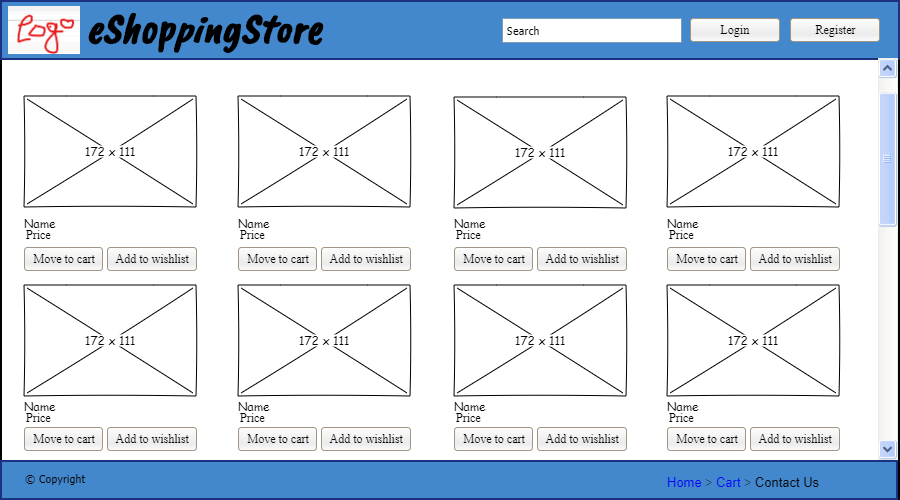 Logo eShoppingStore Search Login Register
172 x 111 172 x 111 172 x 111 172 x 111
Name Name Name Name
Price Price Price Price
Move to cart Add to wishlist Move to cart Add to wishlist Move to cart Add to wishlist Move to cart Add to wishlist
172 x 111 172 x 111 172 x 111 172 x 111
Name Name Name Name
Price Price Price Price
Move to cart Add to wishlist Move to cart Add to wishlist Move to cart Add to wishlist Move to cart Add to wishlist
© Copyright Home > Cart > Contact Us